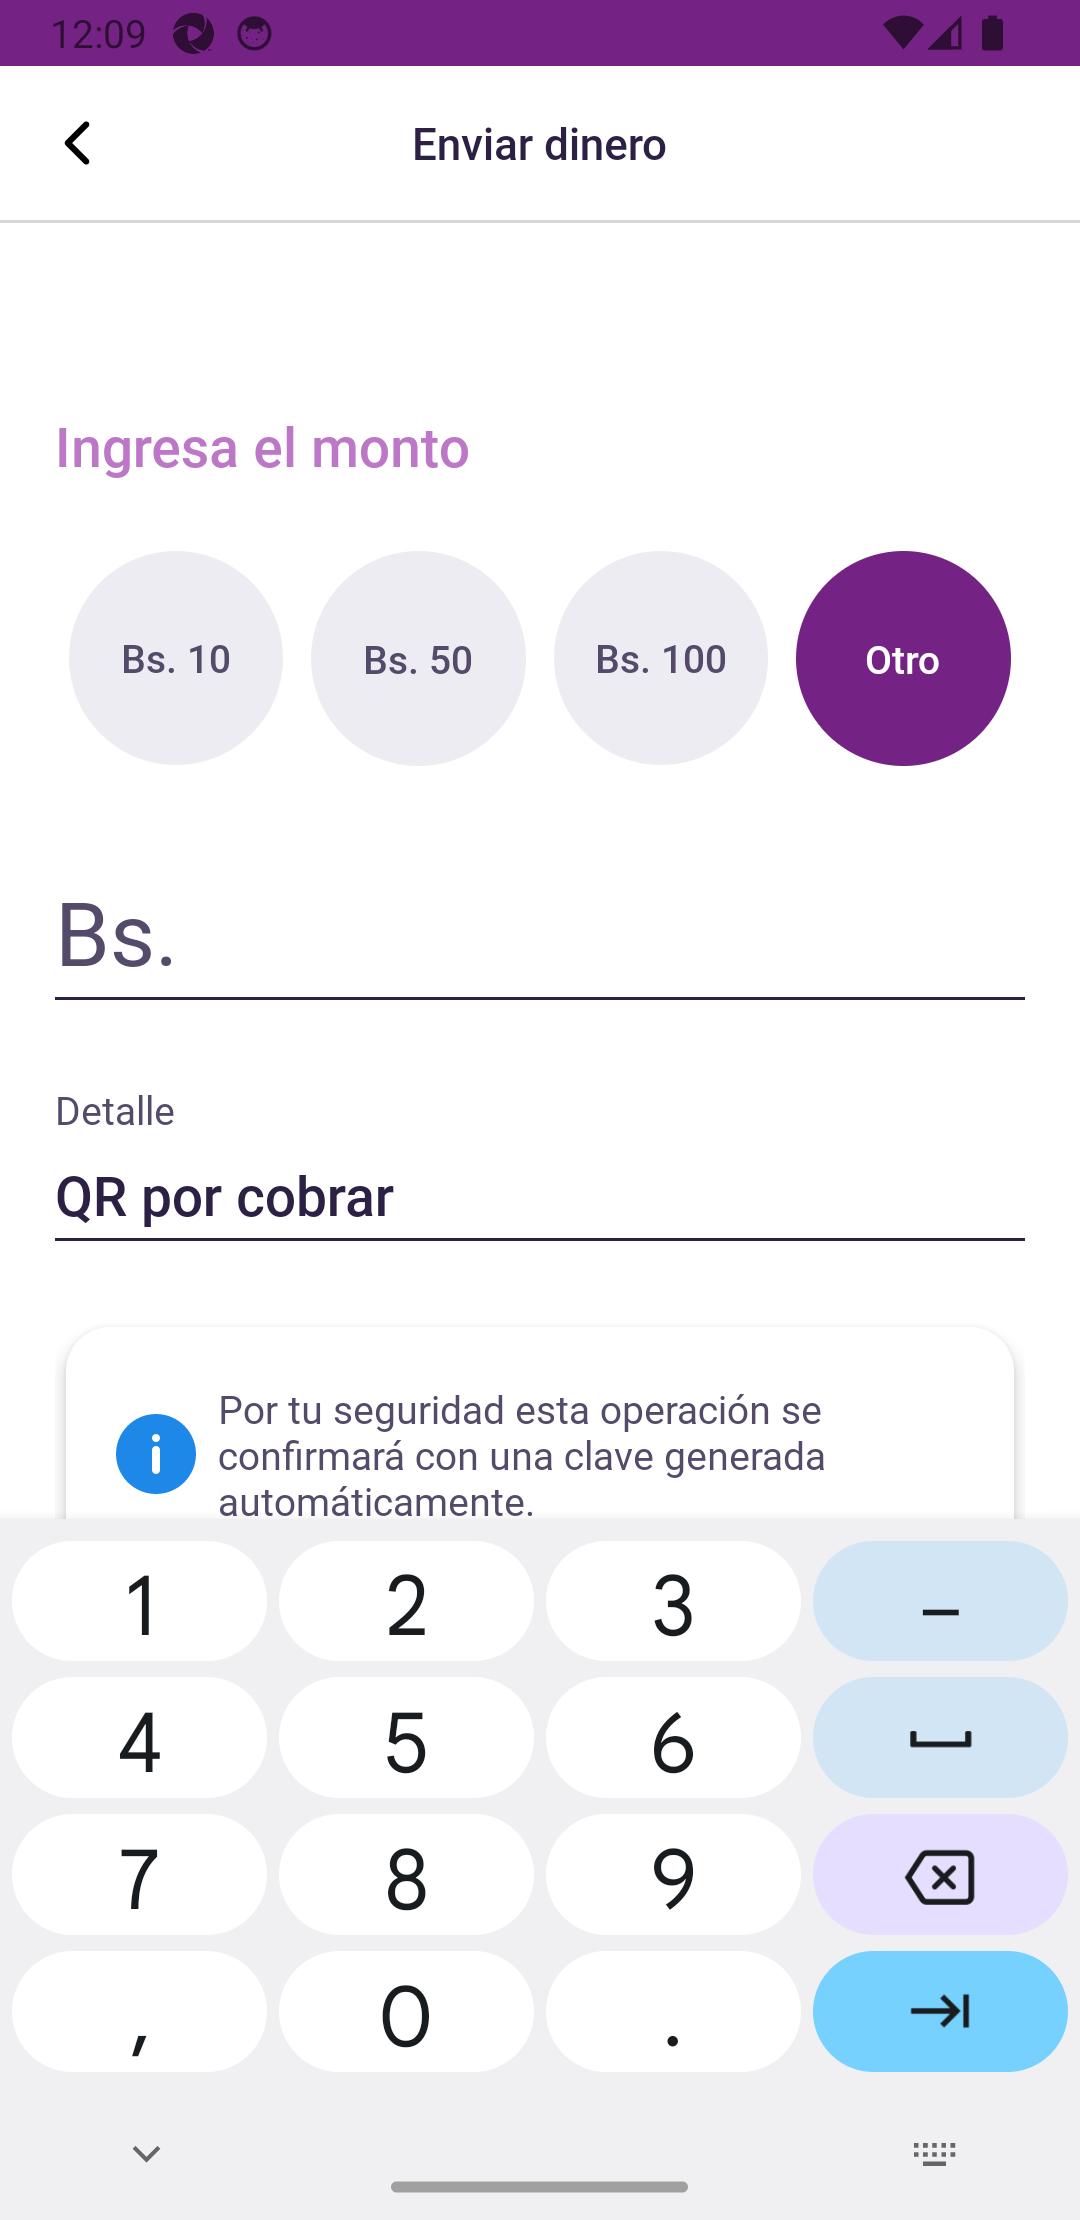 12:09
Enviar dinero
Ingresa el monto
Bs. 10
Bs. 50
Bs. 100
Otro
Bs.
Detalle
QR por cobrar
Por tu seguridad esta operación se
confirmará con una clave generada
automáticamente.
1 2 3 –
4 5 6
7 8 9
, 0 .